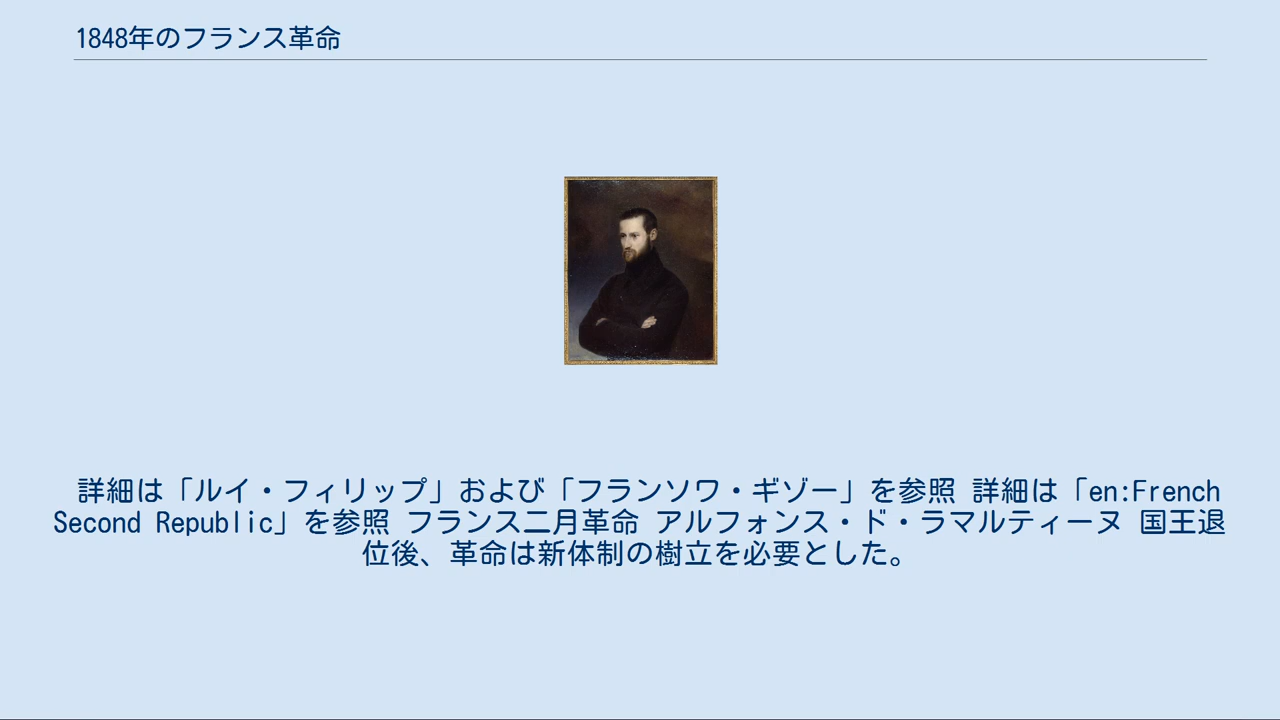 1848年のフランス革命
詳細は「ルイ・フィリップ」および「フランソワ・ギゾー」を参照 詳細は「en:French
Second Republic」を参照 フランス二月革命 アルフォンス・ド・ラマルティーヌ 国王退
位後、革命は新体制の樹立を必要とした。